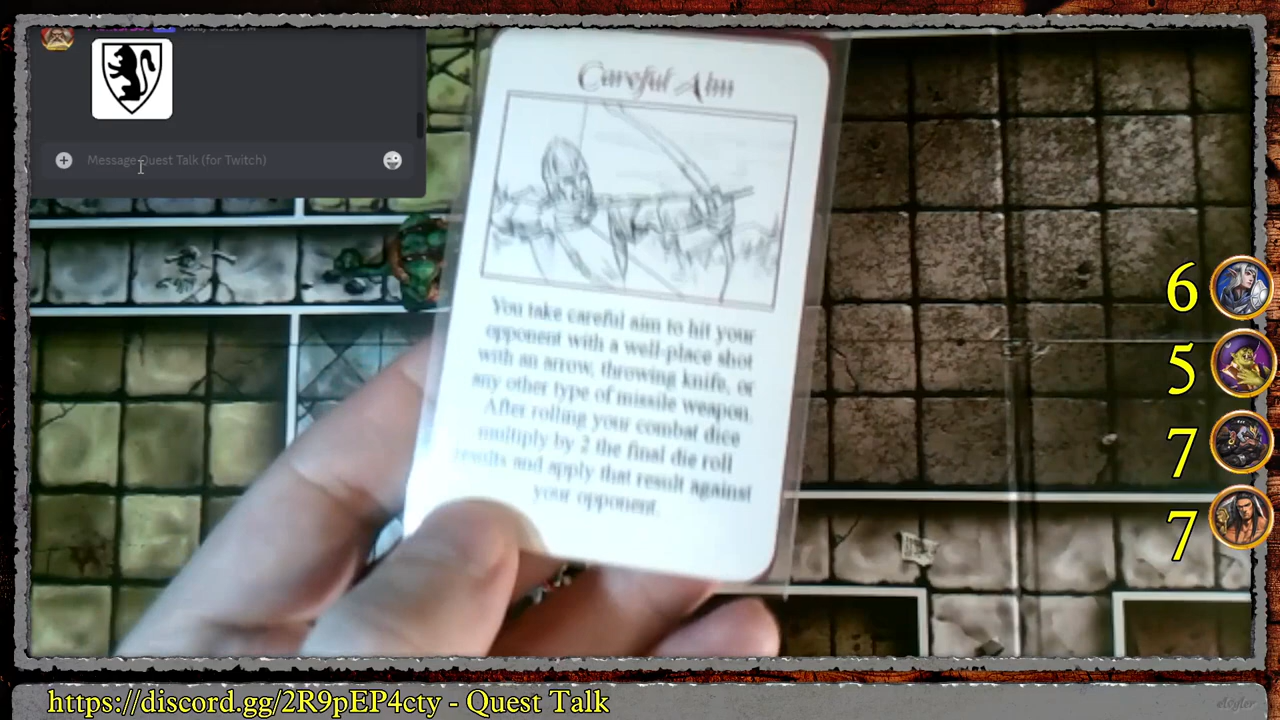 Message Quest Talk (for Twitch)
Careful Aim
You take careful aim to hit your
opponent with a well-place shot
with an arrow, throwing knife, or
any other type of missile weapon.
After rolling your combat dice
multiply by 2 the final die roll
results and apply that result against
your opponent.
6
5
7
7
https://discord.gg/2R9pEP4cty - Quest Talk